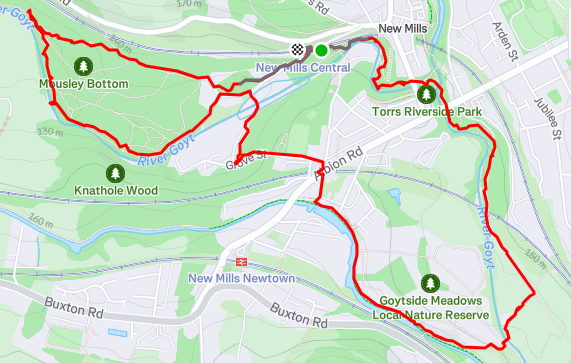 170 m
s Rd
New Mills
River Goyt
160 m
Arden St
New Mills Central
Mousley Bottom
Torrs Riverside Park
Jubilee St
130 m
River Goyt
Grove St
Albion Rd
Knathole Wood
160 m
River Goyt
150 m
New Mills Newtown
Goytside Meadows
Local Nature Reserve
Buxton Rd
Buxton Rd